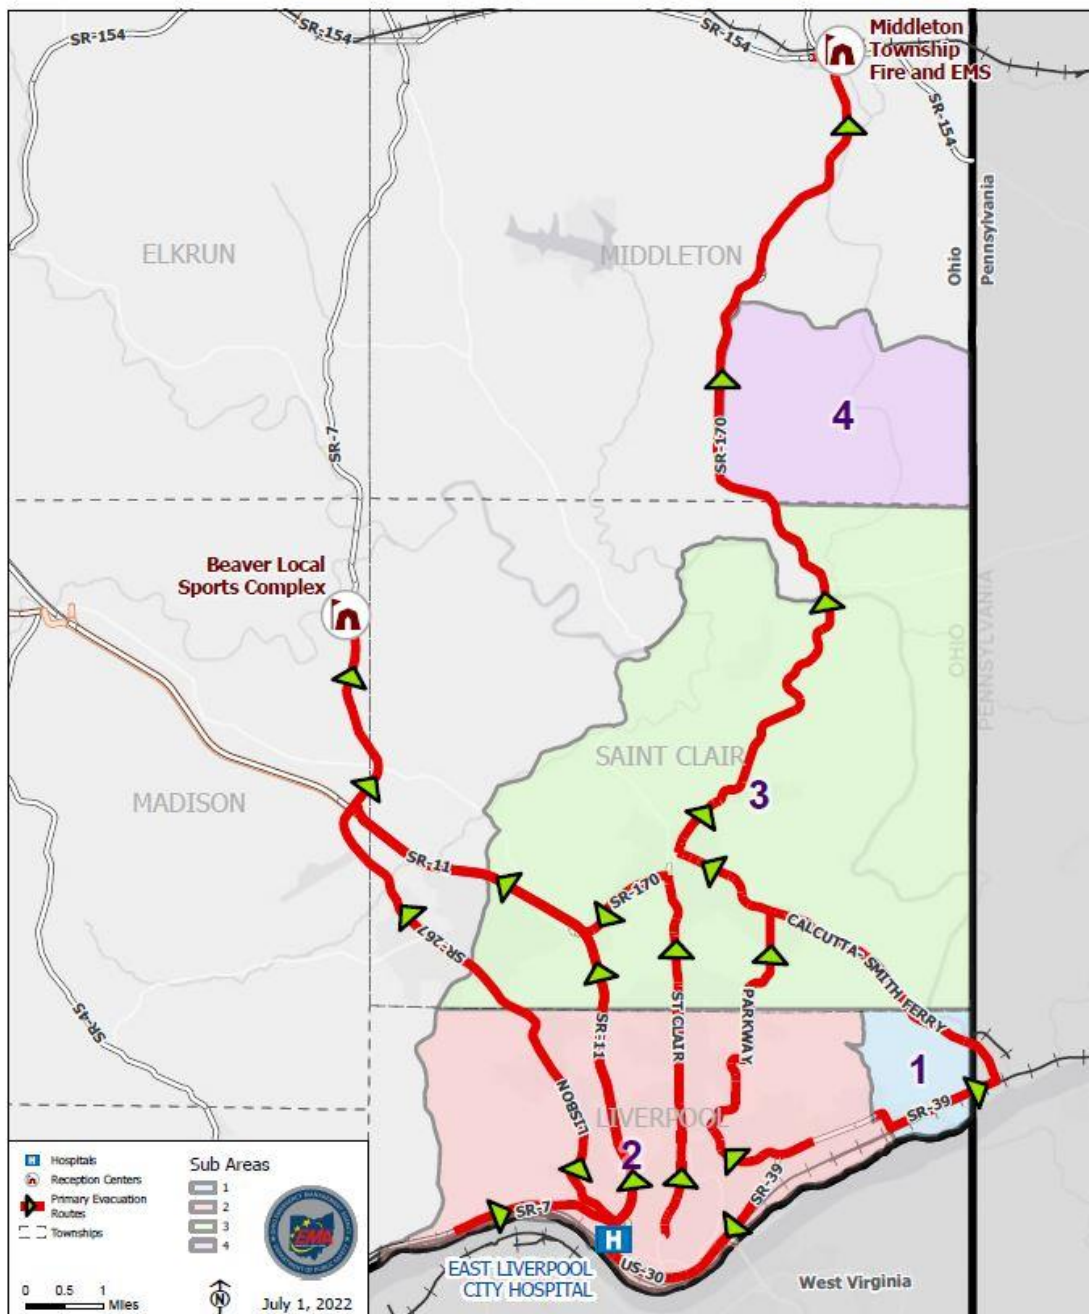 SR-154
SR-154
SR-154
Middleton
Township
Fire and EMS
SR-154
Ohio
Pennsylvania
ELKRUN
MIDDLETON
SR-7
4
SR-170
Beaver Local
Sports Complex
OHIO
PENNSYLVANIA
SAINT CLAIR
3
MADISON
SR-11
SR-170
CALCUTTA- SMITH FERRY
SR-267
SR-45
SR-11
ST CLAIR
PARKWAY
1
LISBON
LIVERPOOL
SR-39
2
SR-39
SR-7
H
EAST LIVERPOOL
CITY HOSPITAL
US-30
West Virginia
H Hospitals
Reception Centers
Primary Evacuation
Routes
Townships
Sub Areas
1
2
3
4
EMA
0 0.5 1
Miles
N
July 1, 2022